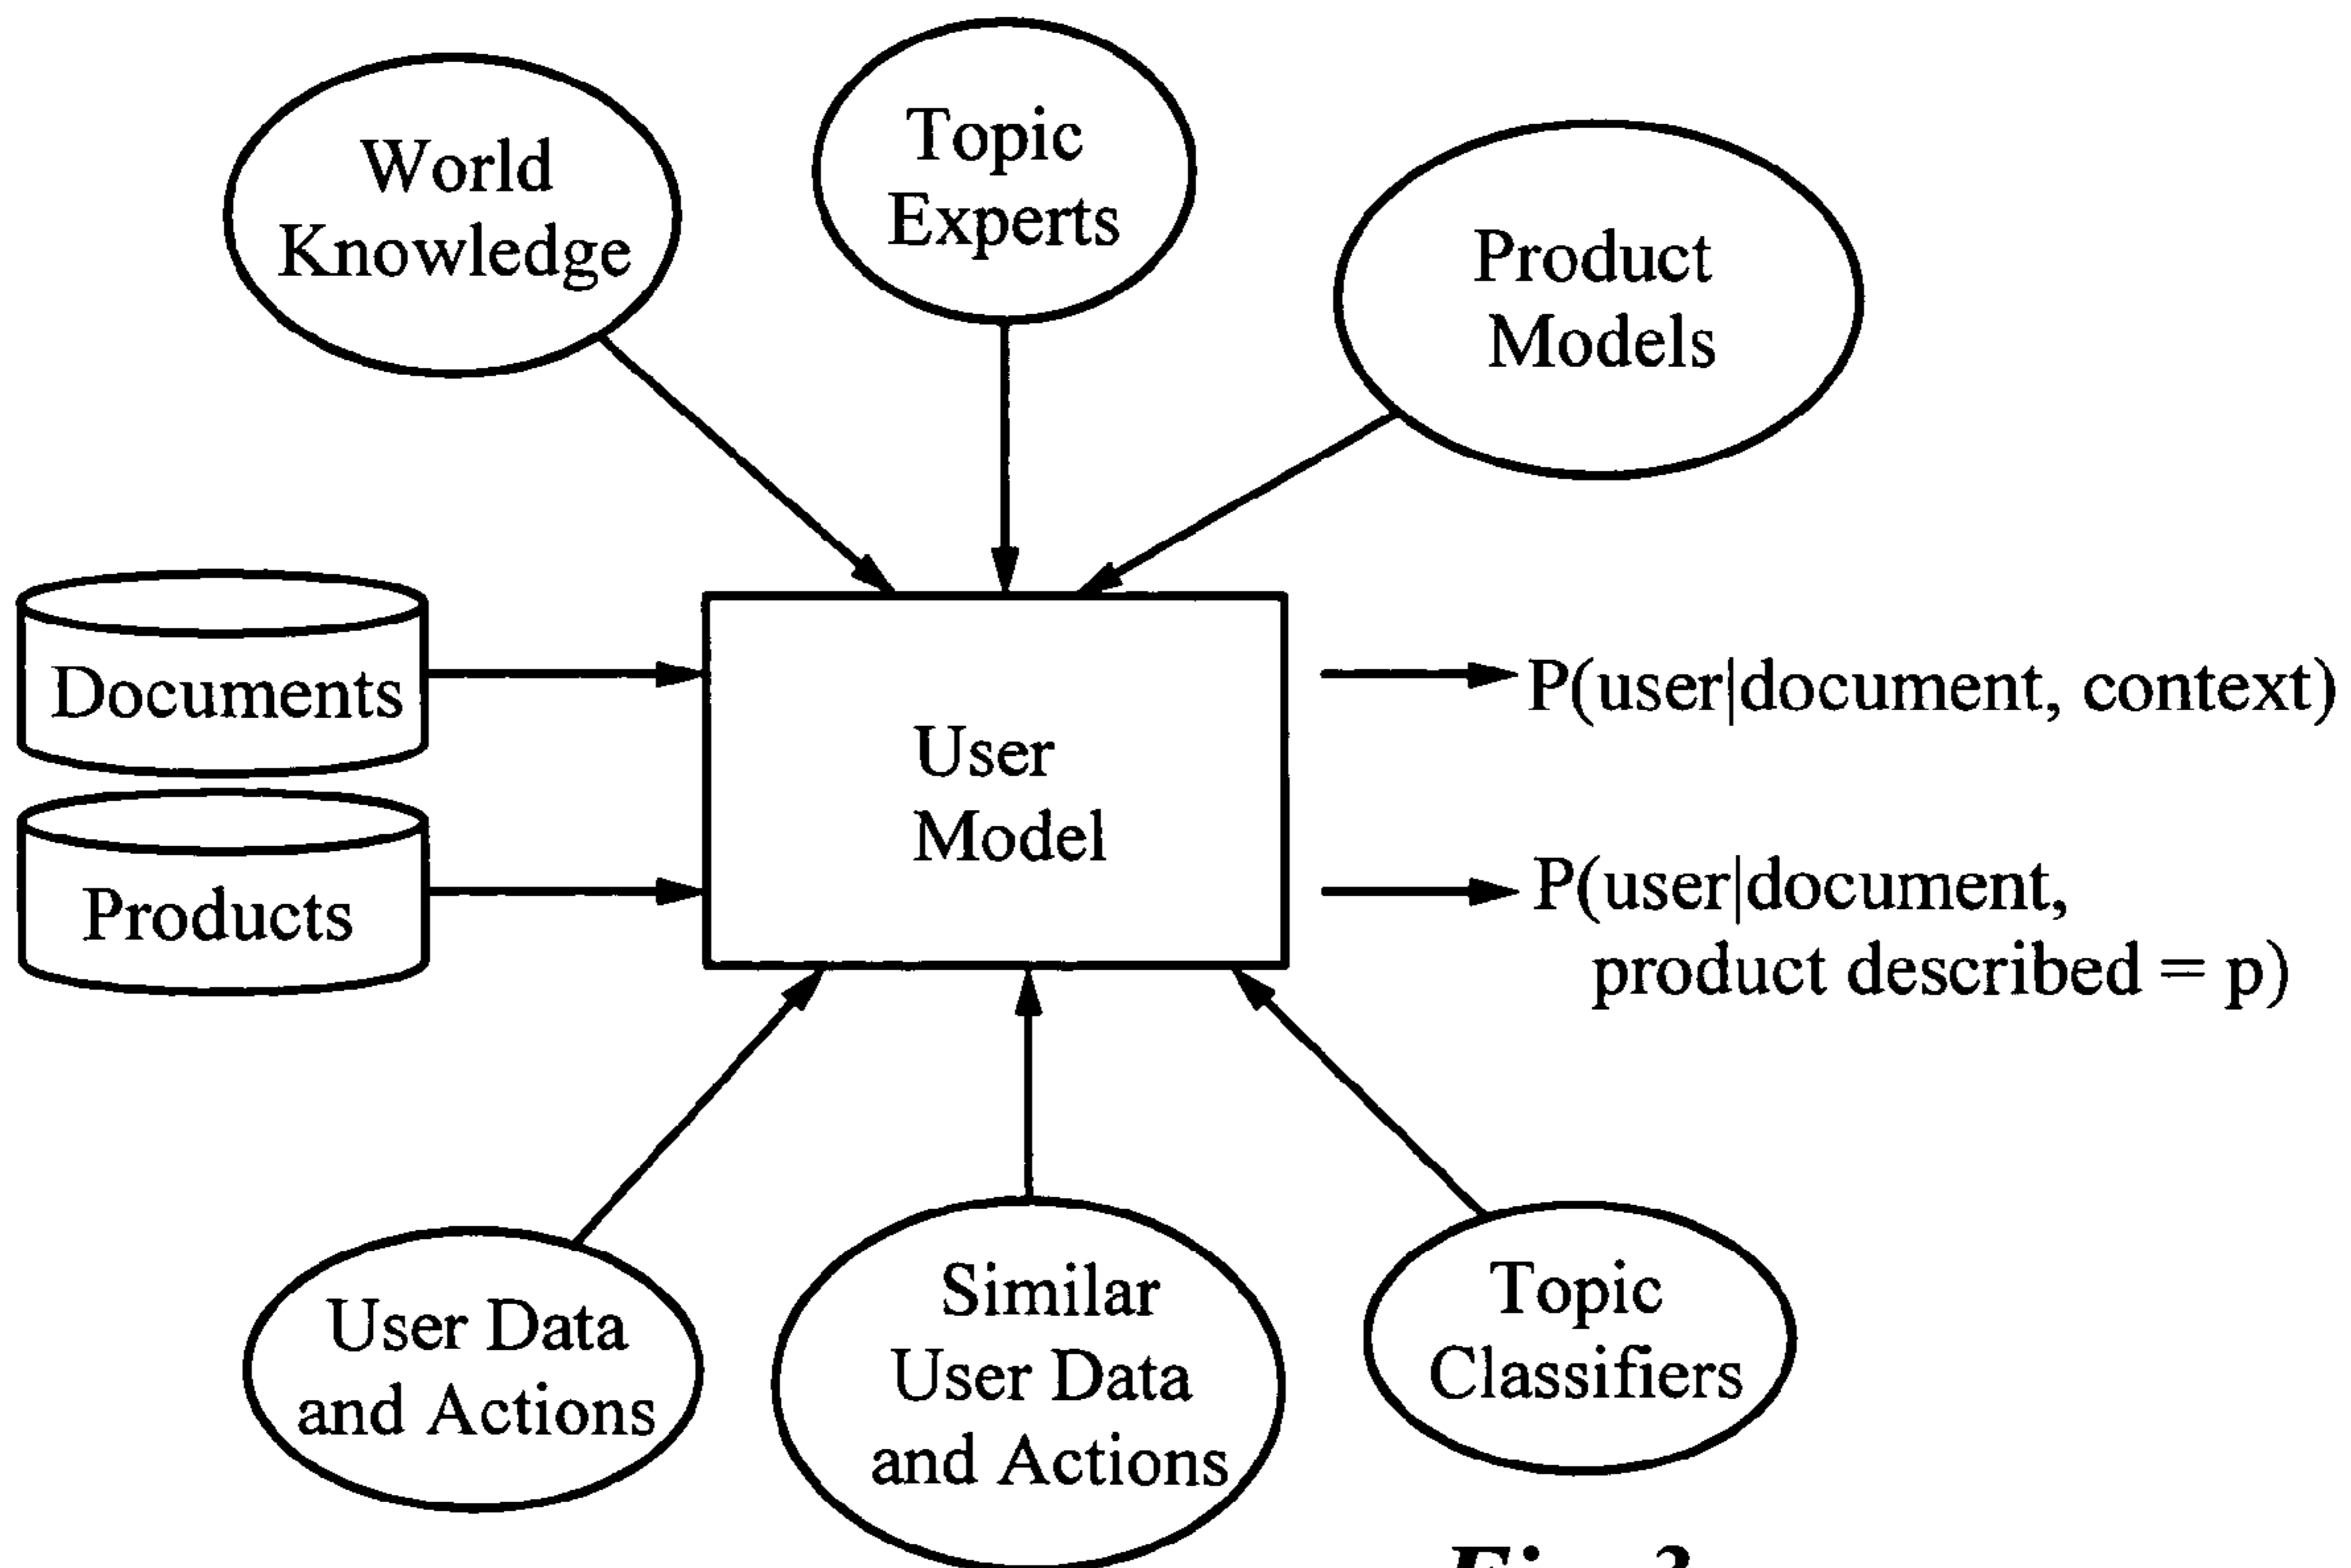 World
Knowledge
Topic
Experts
Product
Models
Documents
Products
User
Model
P(user|document, context)
P(user|document,
product described = p)
User Data
and Actions
Similar
User Data
and Actions
Topic
Classifiers